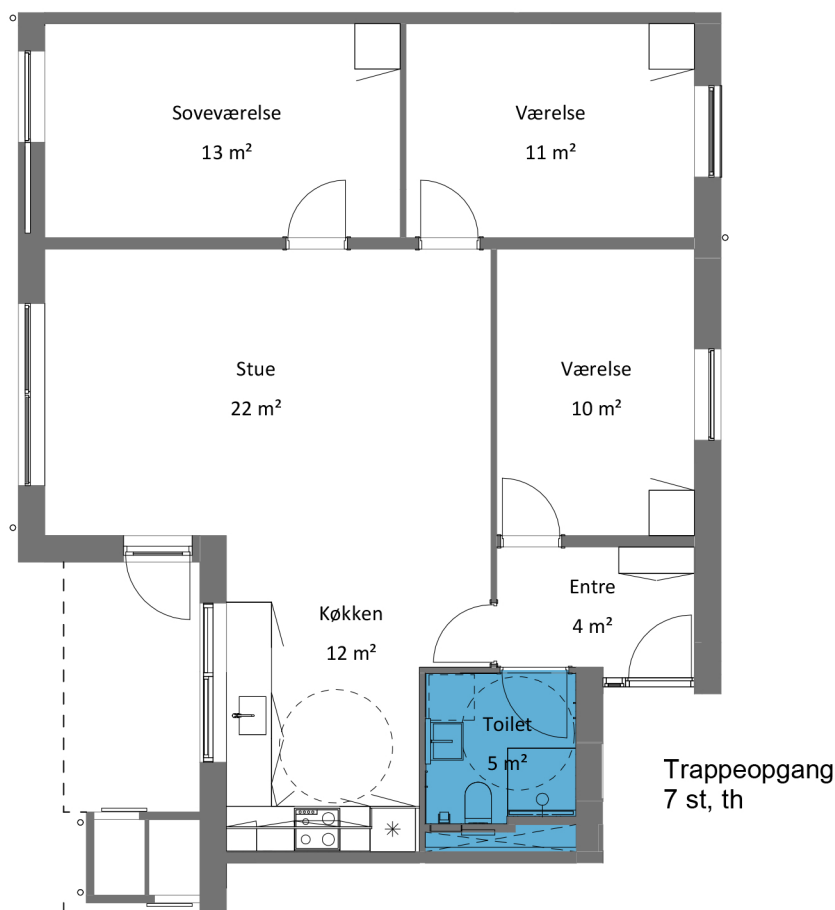 Soveværelse
13 m²
Værelse
11 m²
Stue
22 m²
Værelse
10 m²
Entre
4 m²
Køkken
12 m²
Toilet
5 m²
Trappeopgang
7 st, th